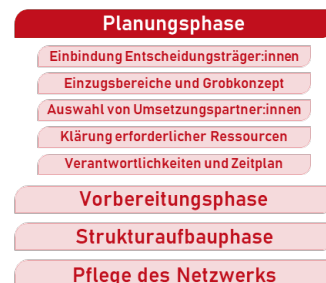 Planungsphase
Einbindung Entscheidungsträger:innen
Einzugsbereiche und Grobkonzept
Auswahl von Umsetzungspartner:innen
Klärung erforderlicher Ressourcen
Verantwortlichkeiten und Zeitplan
Vorbereitungsphase
Strukturaufbauphase
Pflege des Netzwerks